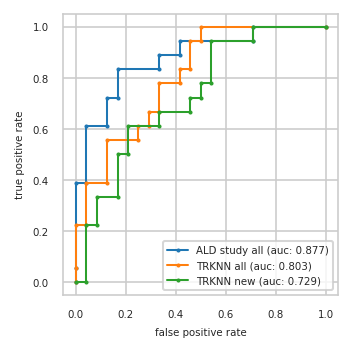 1.0
0.8
0.6
0.4
0.2
0.0
true positive rate
ALD study all (auc: 0.877)
TRKNN all (auc: 0.803)
TRKNN new (auc: 0.729)
0.0 0.2 0.4 0.6 0.8 1.0
false positive rate